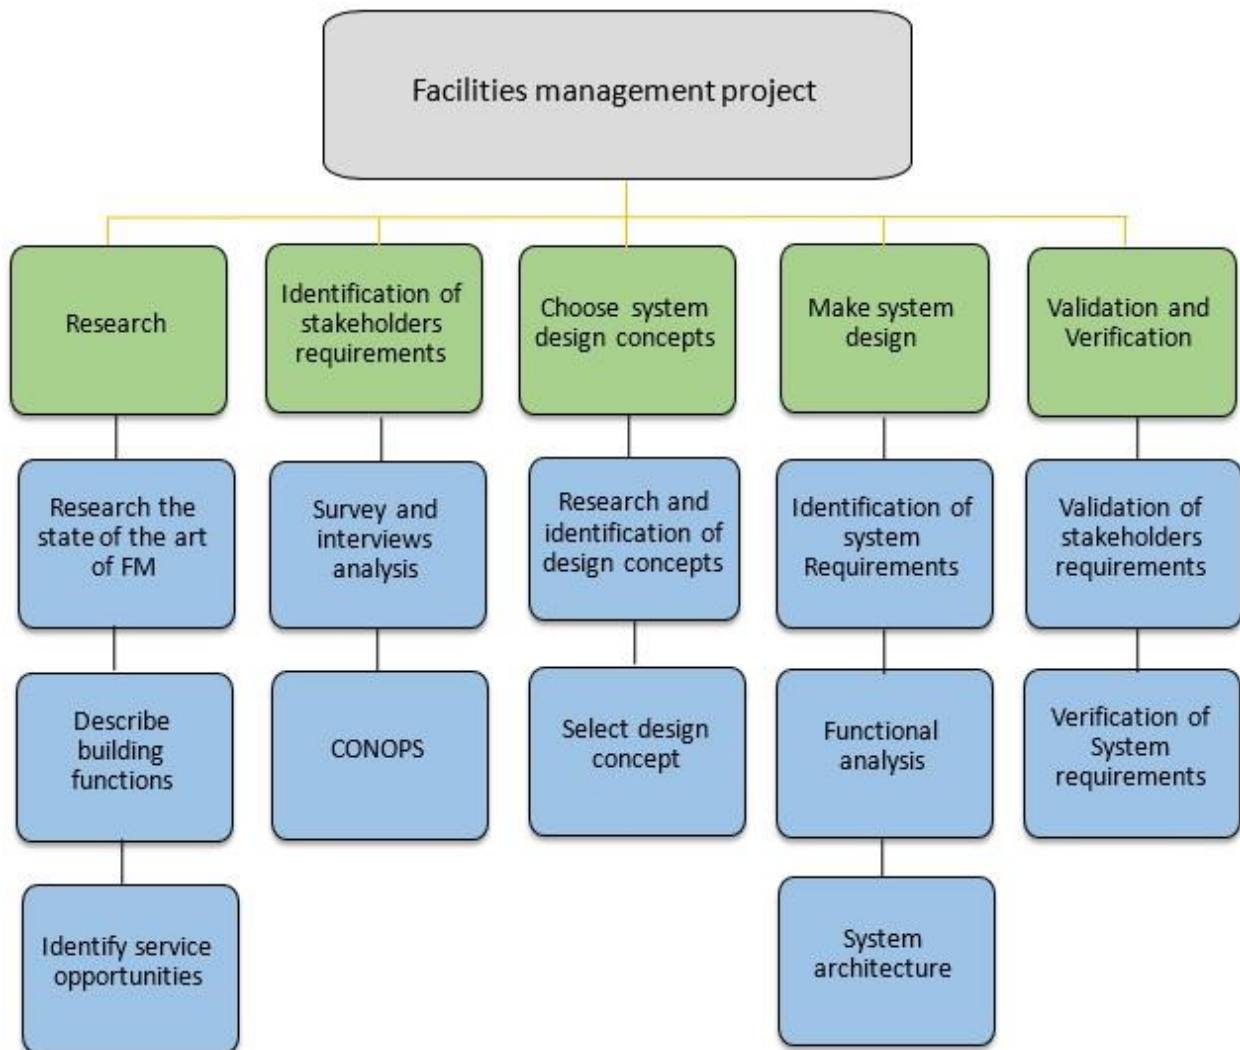 Facilities management project
Research
Identification of
stakeholders
requirements
Choose system
design concepts
Make system
design
Validation and
Verification
Research the
state of the art
of FM
Survey and
interviews
analysis
Research and
identification of
design concepts
Identification of
system
Requirements
Validation of
stakeholders
requirements
Describe
building
functions
CONOPS
Select design
concept
Functional
analysis
Verification of
System
requirements
Identify service
opportunities
System
architecture